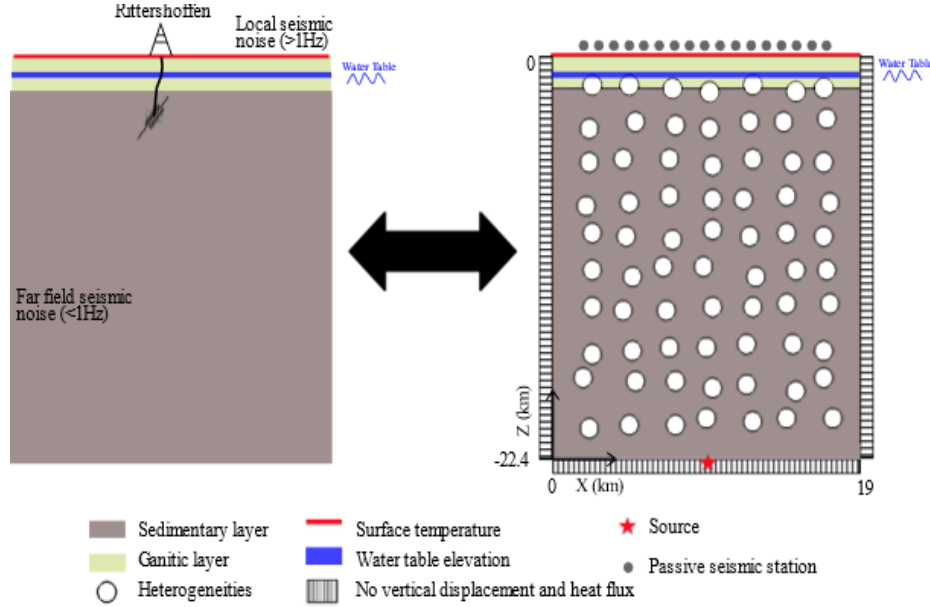 Rittershoffen
Local seismic
noise (>1Hz)
Water Table
Far field seismic
noise (<1Hz)
0
Water Table
Z (km)
-22.4
0
X (km)
19
Sedimentary layer
Surface temperature
Source
Ganitic layer
Water table elevation
Passive seismic station
Heterogeneities
No vertical displacement and heat flux